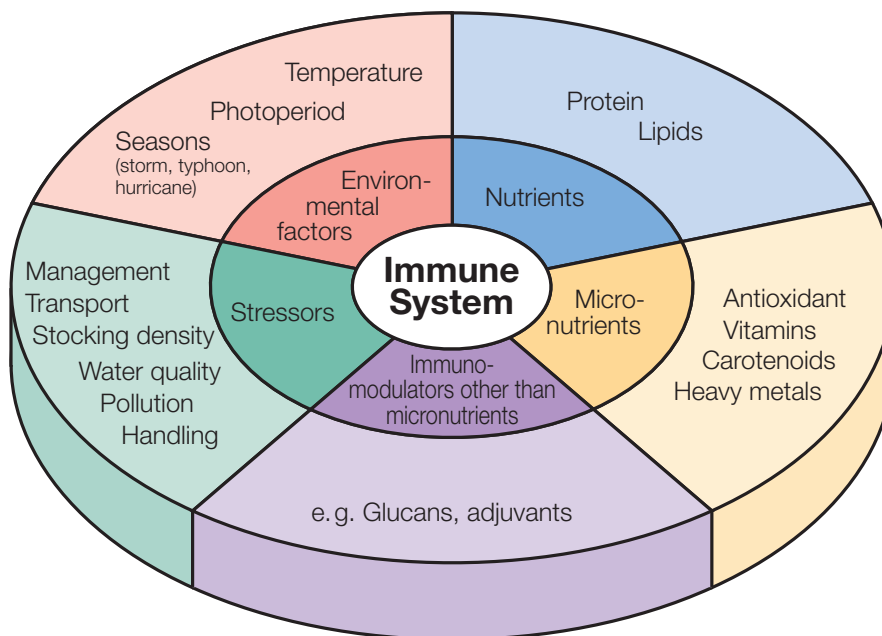 Temperature
Photoperiod
Seasons
(storm, typhoon,
hurricane)
Environ-
mental
factors
Protein
Lipids
Nutrients
Immune
System
Management
Transport
Stocking density
Water quality
Pollution
Handling
Stressors
Micro-
nutrients
Antioxidant
Vitamins
Carotenoids
Heavy metals
Immuno-
modulators other than
micronutrients
e. g. Glucans, adjuvants